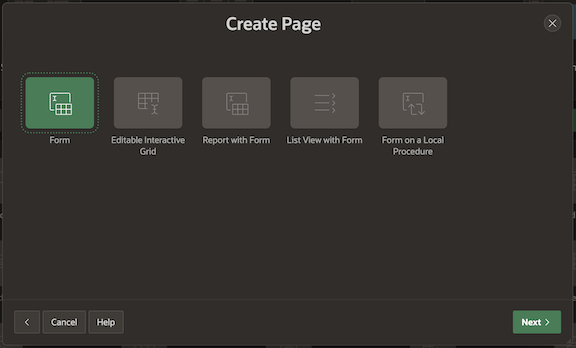 Create Page
Form
Editable Interactive
Grid
Report with Form
List View with Form
Form on a Local
Procedure
Cancel
Help
Next